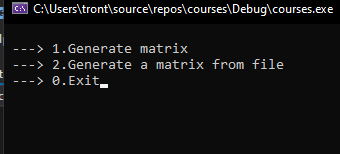 C:\Users\tront\source\repos\courses\Debug\courses.exe
---> 1.Generate matrix
---> 2.Generate a matrix from file
---> 0.Exit